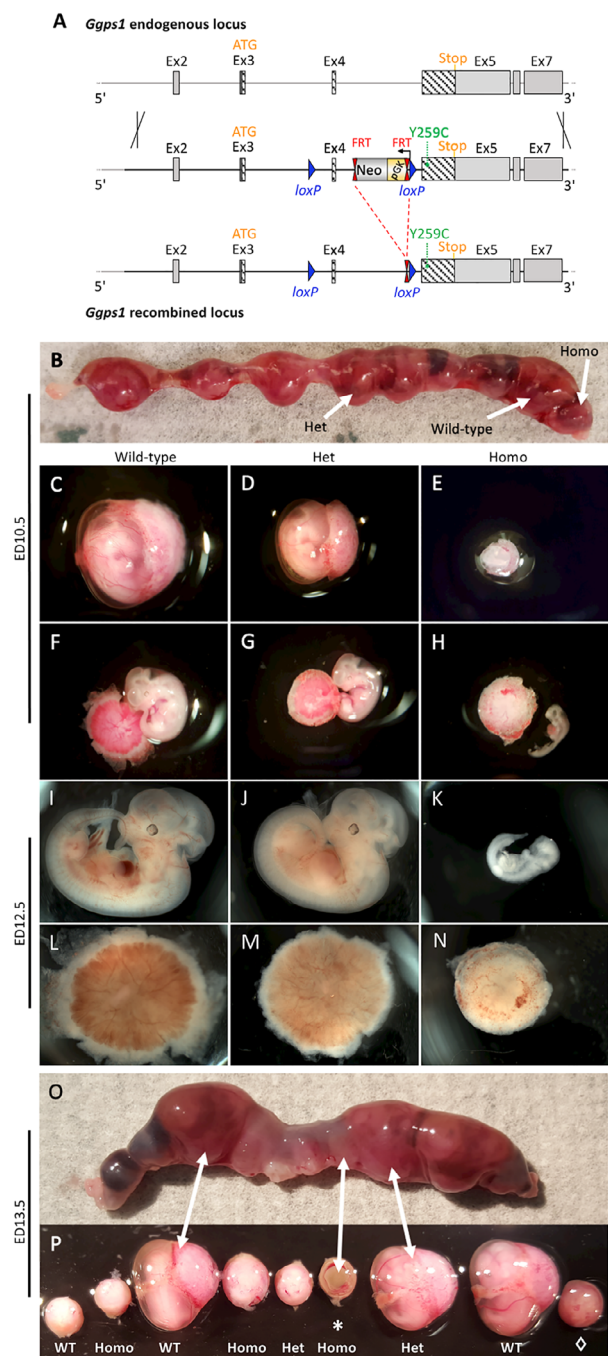 A
Ggps1 endogenous locus
ATG Stop
Ex2 Ex3 Ex4 Ex5 Ex7
5' 3'
ATG FRT FRT Y259C Stop
Ex2 Ex3 Ex4 Ex5 Ex7
Neo PGK
5' loxP loxP 3'
ATG Y259C Stop
Ex2 Ex3 Ex4 Ex5 Ex7
5' loxP loxP 3'
Ggps1 recombined locus
B
Homo
Het Wild-type
Wild-type Het Homo
ED10.5
C D E
F G H
ED12.5
I J K
L M N
ED13.5
O
P
*
WT Homo WT Homo Het Homo Het WT ◊